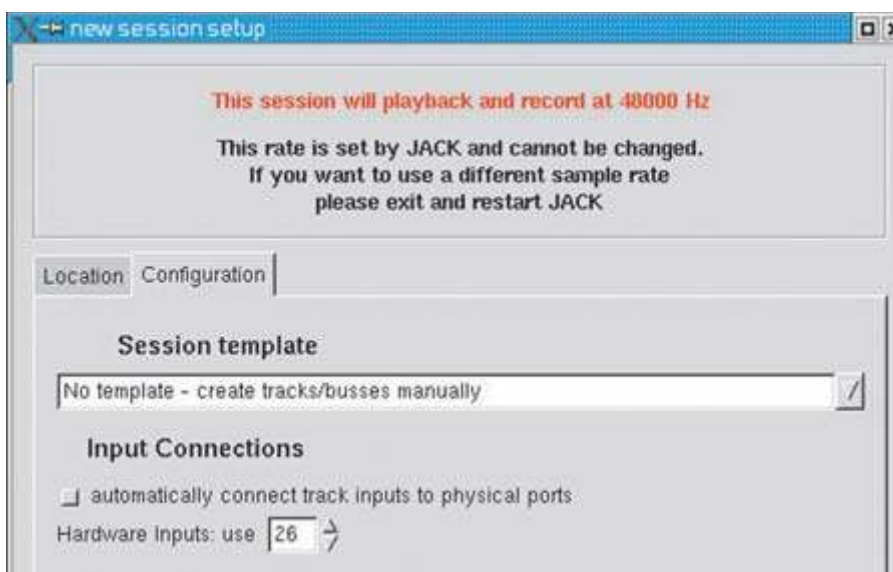 new session setup
This session will playback and record at 48000 Hz
This rate is set by JACK and cannot be changed.
If you want to use a different sample rate
please exit and restart JACK
Location Configuration
Session template
No template - create tracks/busses manually
Input Connections
automatically connect track inputs to physical ports
Hardware Inputs: use 26